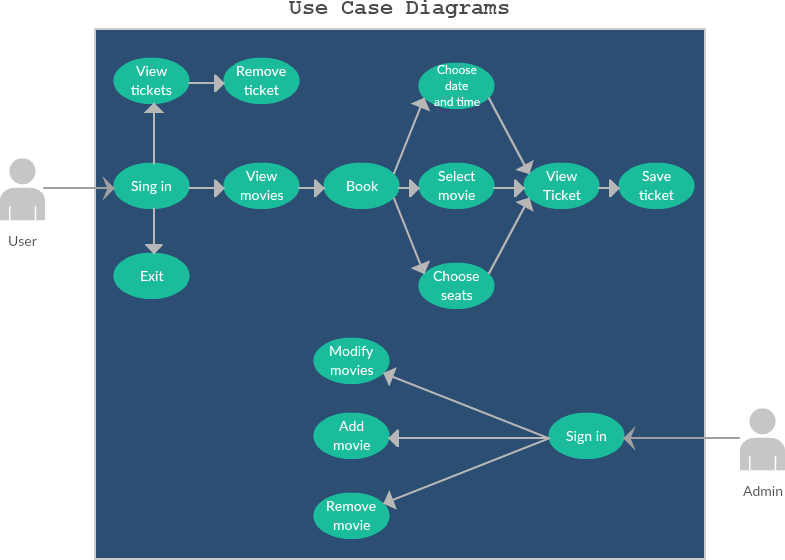 Use Case Diagrams
View
tickets
Remove
ticket
Choose
date
and time
Sing in
View
movies
Book
Select
movie
View
Ticket
Save
ticket
User
Exit
Choose
seats
Modify
movies
Add
movie
Sign in
Admin
Remove
movie